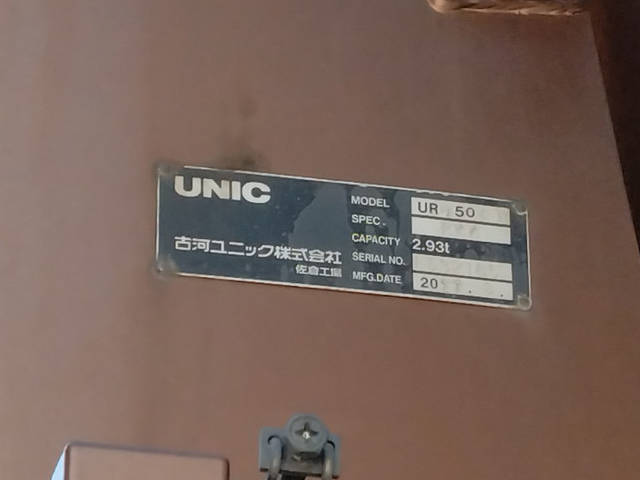 UNIC
古河ユニック株式会社
佐倉工場
MODEL UR 50
SPEC.
CAPACITY 2.93t
SERIAL NO.
MFG.DATE 20 . .